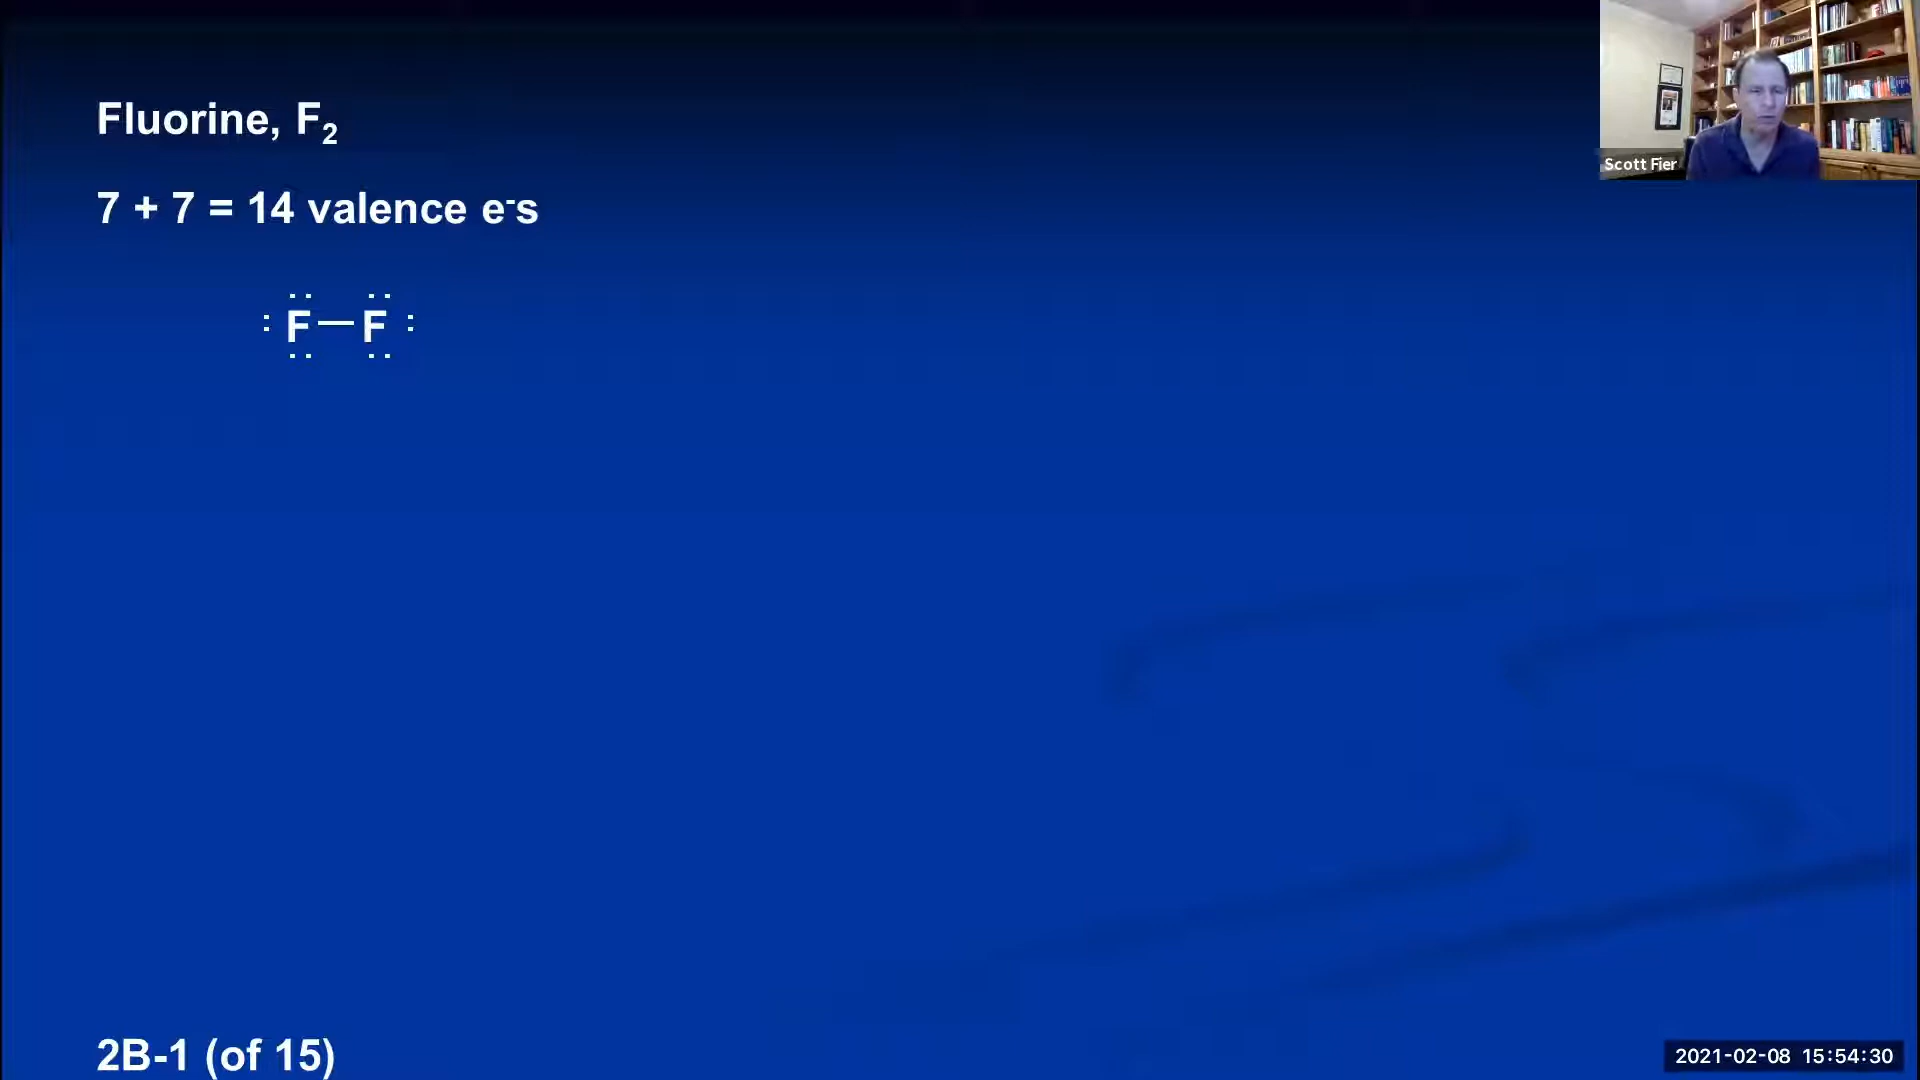 Fluorine, F₂
Scott Fier
7 + 7 = 14 valence e⁻s
F—F
2B-1 (of 15)
2021-02-08 15:54:30